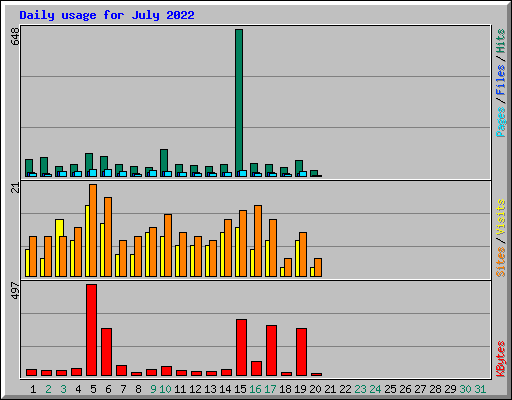 Daily usage for July 2022
648
Pages / Files / Hits
21
Sites / Visits
497
KBytes
1 2 3 4 5 6 7 8 9 10 11 12 13 14 15 16 17 18 19 20 21 22 23 24 25 26 27 28 29 30 31